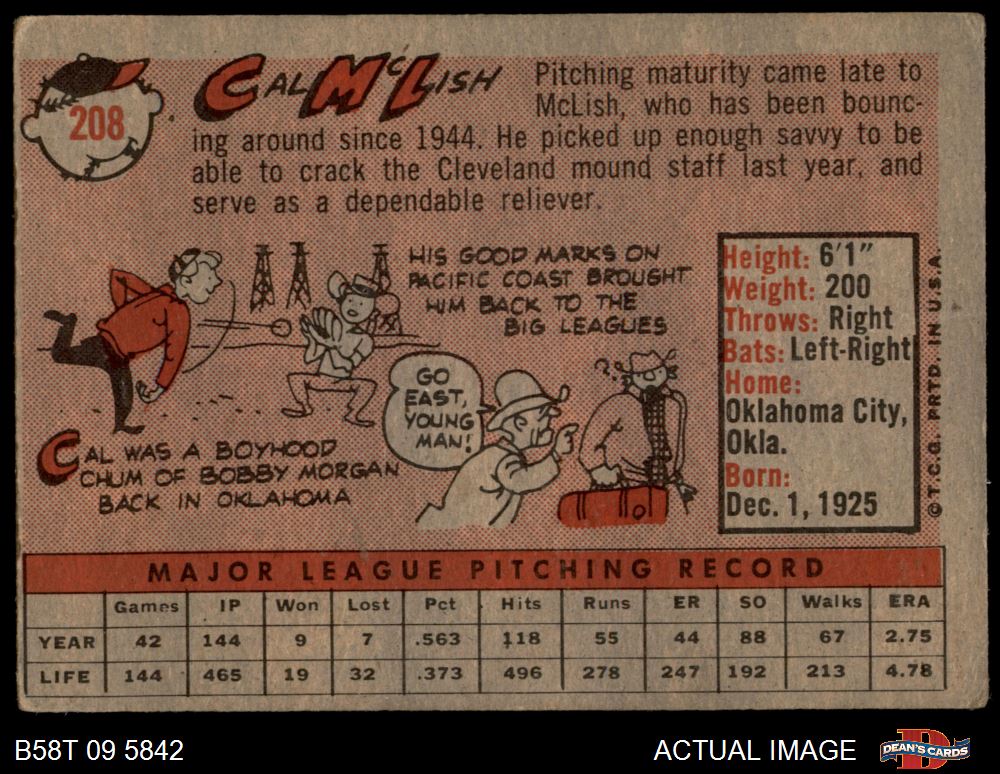 208
CAL McLISH
Pitching maturity came late to
McLish, who has been bounc-
ing around since 1944. He picked up enough savvy to be
able to crack the Cleveland mound staff last year, and
serve as a dependable reliever.
HIS GOOD MARKS ON
PACIFIC COAST BROUGHT
HIM BACK TO THE
BIG LEAGUES
GO
EAST,
YOUNG
MAN!
CAL WAS A BOYHOOD
CHUM OF BOBBY MORGAN
BACK IN OKLAHOMA
Height: 6'1"
Weight: 200
Throws: Right
Bats: Left-Right
Home:
Oklahoma City,
Okla.
Born:
Dec. 1, 1925
© T.C.G. PRTD. IN U.S.A.
MAJOR LEAGUE PITCHING RECORD
Games IP Won Lost Pct Hits Runs ER SO Walks ERA
YEAR 42 144 9 7 .563 118 55 44 88 67 2.75
LIFE 144 465 19 32 .373 496 278 247 192 213 4.78
B58T 09 5842
ACTUAL IMAGE
DEAN'S CARDS